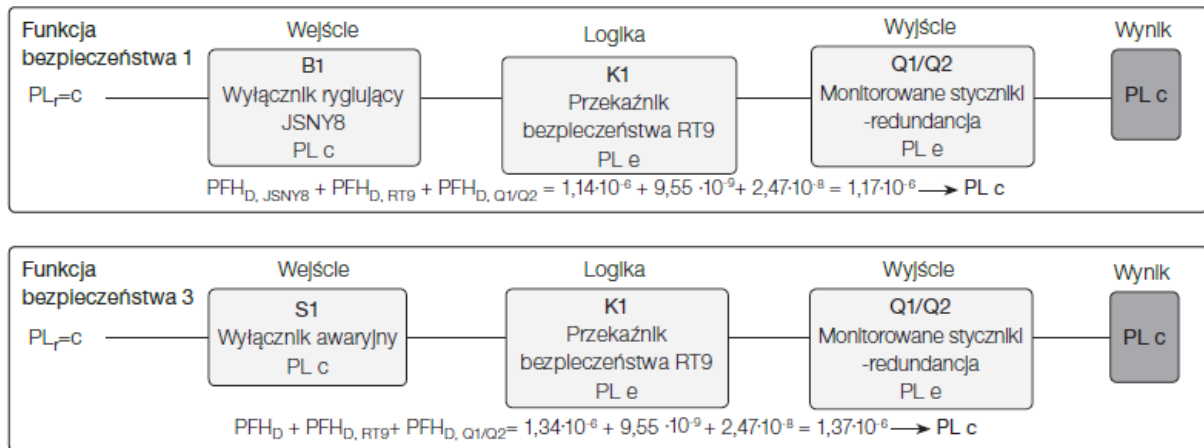 Funkcja
bezpieczeństwa 1
PLr=c
Wejście
B1
Wyłącznik ryglujący
JSNY8
PL c
Logika
K1
Przekaźnik
bezpieczeństwa RT9
PL e
Wyjście
Q1/Q2
Monitorowane styczniki
-redundancja
PL e
Wynik
PL c
PFHD, JSNY8 + PFHD, RT9 + PFHD, Q1/Q2 = 1,14·10⁻⁶ + 9,55 ·10⁻⁹+ 2,47·10⁻⁸ = 1,17·10⁻⁶ → PL c
Funkcja
bezpieczeństwa 3
PLr=c
Wejście
S1
Wyłącznik awaryjny
PL c
Logika
K1
Przekaźnik
bezpieczeństwa RT9
PL e
Wyjście
Q1/Q2
Monitorowane styczniki
-redundancja
PL e
Wynik
PL c
PFHD + PFHD, RT9+ PFHD, Q1/Q2= 1,34·10⁻⁶ + 9,55 ·10⁻⁹ + 2,47·10⁻⁸ = 1,37·10⁻⁶ → PL c